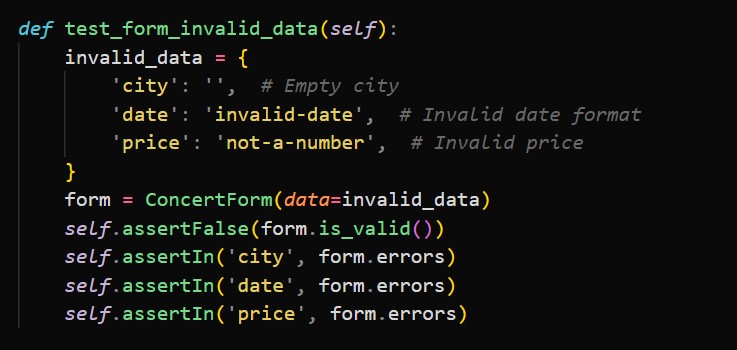 def test_form_invalid_data(self):
    invalid_data = {
        'city': '',  # Empty city
        'date': 'invalid-date',  # Invalid date format
        'price': 'not-a-number',  # Invalid price
    }
    form = ConcertForm(data=invalid_data)
    self.assertFalse(form.is_valid())
    self.assertIn('city', form.errors)
    self.assertIn('date', form.errors)
    self.assertIn('price', form.errors)